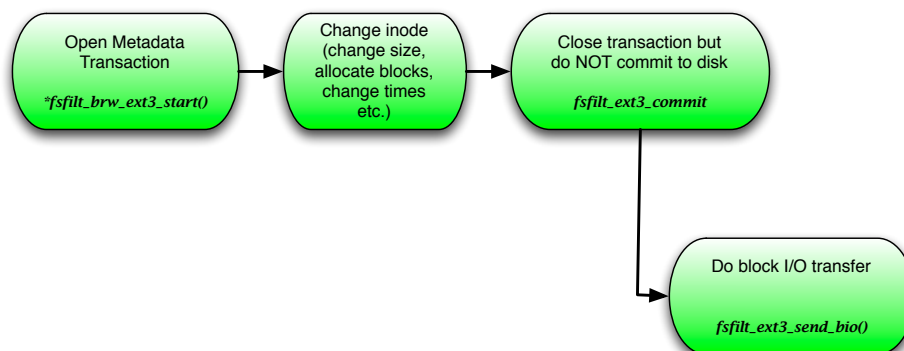 Open Metadata
Transaction
*fsfilt_brw_ext3_start()
Change inode
(change size,
allocate blocks,
change times
etc.)
Close transaction but
do NOT commit to disk
fsfilt_ext3_commit
Do block I/O transfer
fsfilt_ext3_send_bio()